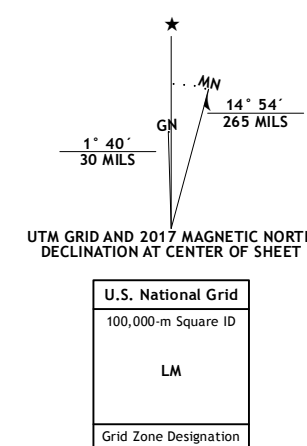 MN
GN
14° 54´
265 MILS
1° 40´
30 MILS
UTM GRID AND 2017 MAGNETIC NORT
DECLINATION AT CENTER OF SHEET
U.S. National Grid
100,000-m Square ID
LM
Grid Zone Designation